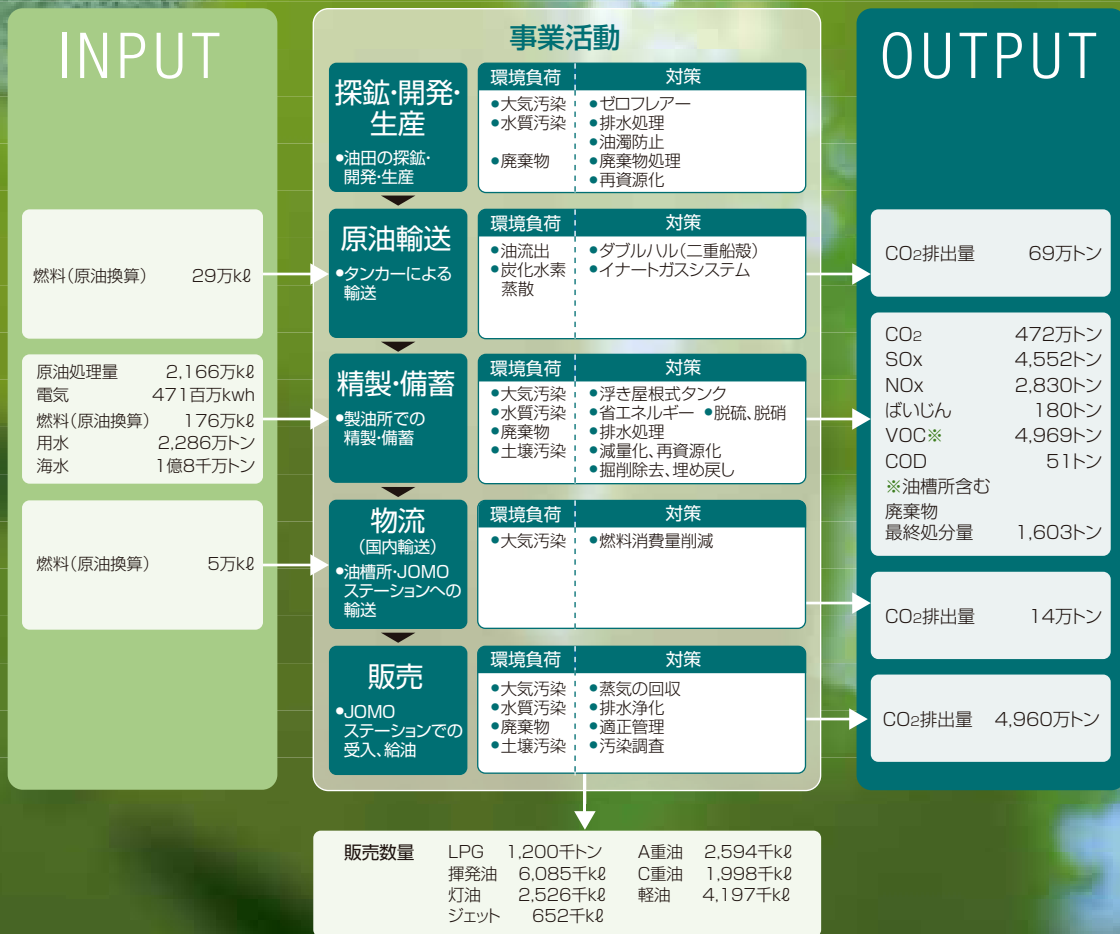 INPUT
燃料(原油換算) 29万kℓ
原油処理量 2,166万kℓ
電気 471百万kwh
燃料(原油換算) 176万kℓ
用水 2,286万トン
海水 1億8千万トン
燃料(原油換算) 5万kℓ
事業活動
探鉱・開発・
生産
●油田の探鉱・
開発・生産
環境負荷 対策
●大気汚染 ●ゼロフレアー
●水質汚染 ●排水処理
●油濁防止
●廃棄物 ●廃棄物処理
●再資源化
原油輸送
●タンカーによる
輸送
環境負荷 対策
●油流出 ●ダブルハル(二重船殻)
●炭化水素 ●イナートガスシステム
蒸散
精製・備蓄
●製油所での
精製・備蓄
環境負荷 対策
●大気汚染 ●浮き屋根式タンク
●水質汚染 ●省エネルギー ●脱硫、脱硝
●廃棄物 ●排水処理
●土壌汚染 ●減量化、再資源化
●掘削除去、埋め戻し
物流
(国内輸送)
●油槽所・JOMO
ステーションへの
輸送
環境負荷 対策
●大気汚染 ●燃料消費量削減
販売
●JOMO
ステーションでの
受入、給油
環境負荷 対策
●大気汚染 ●蒸気の回収
●水質汚染 ●排水浄化
●廃棄物 ●適正管理
●土壌汚染 ●汚染調査
OUTPUT
CO2排出量 69万トン
CO2 472万トン
SOx 4,552トン
NOx 2,830トン
ばいじん 180トン
VOC※ 4,969トン
COD 51トン
※油槽所含む
廃棄物
最終処分量 1,603トン
CO2排出量 14万トン
CO2排出量 4,960万トン
販売数量 LPG 1,200千トン A重油 2,594千kℓ
揮発油 6,085千kℓ C重油 1,998千kℓ
灯油 2,526千kℓ 軽油 4,197千kℓ
ジェット 652千kℓ